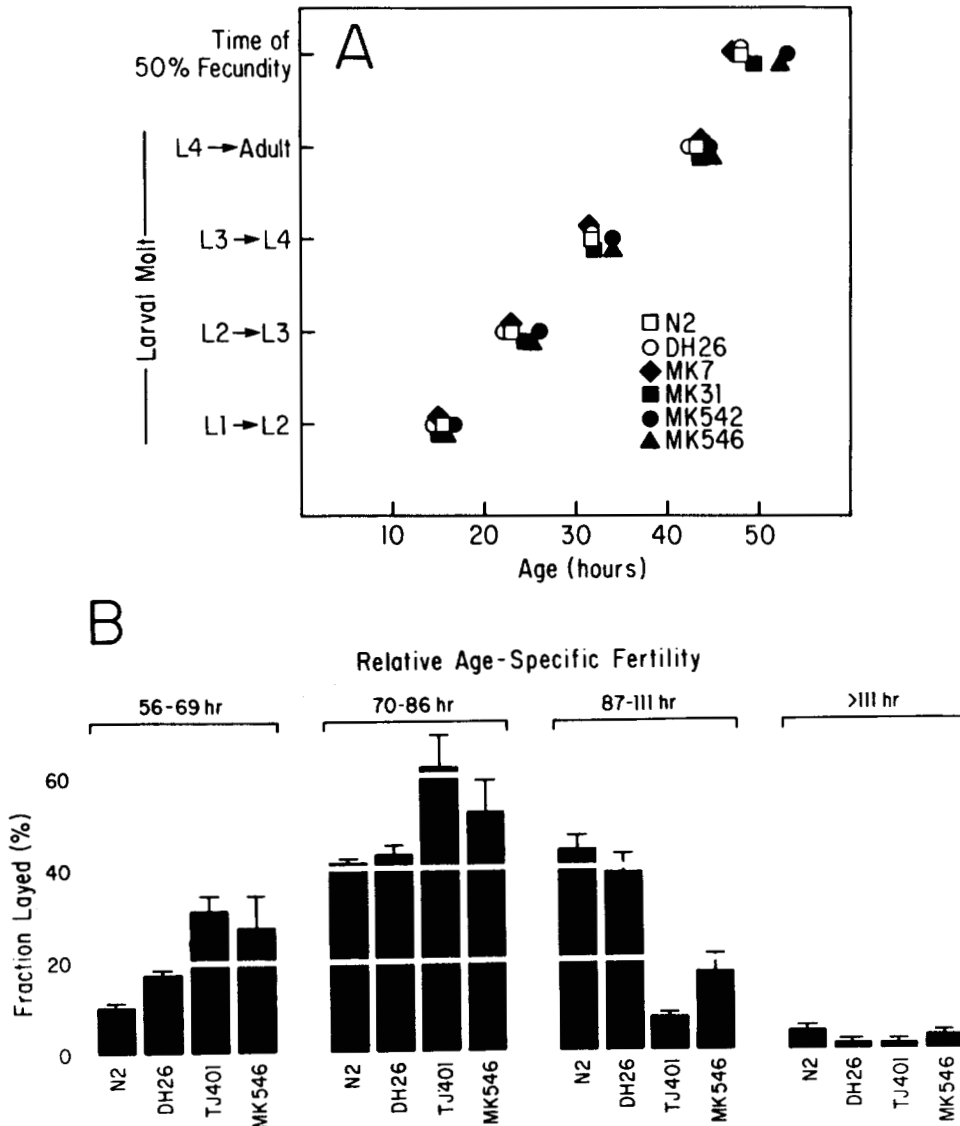 A
Time of
50% Fecundity
L4→Adult
L3→L4
L2→L3
L1→L2
Larval Molt
N2
DH26
MK7
MK31
MK542
MK546
10 20 30 40 50
Age (hours)
B
Relative Age-Specific Fertility
56-69 hr 70-86 hr 87-111 hr >111 hr
Fraction Layed (%)
60
40
20
0
N2 DH26 TJ401 MK546 N2 DH26 TJ401 MK546 N2 DH26 TJ401 MK546 N2 DH26 TJ401 MK546